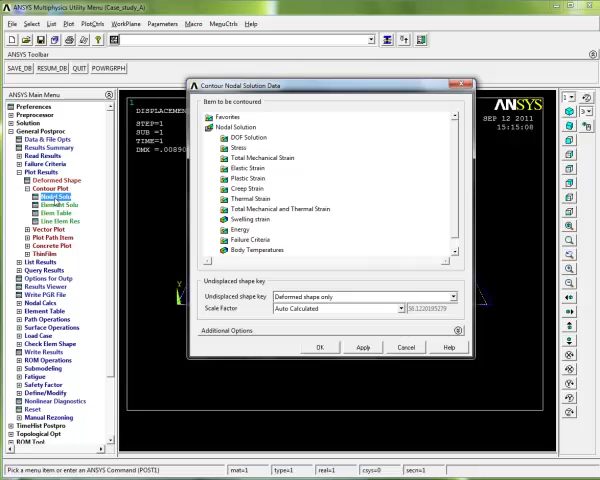 ANSYS Multiphysics Utility Menu (Case_study_A)
File Select List Plot PlotCtrls WorkPlane Parameters Macro MenuCtrls Help
ANSYS Toolbar
SAVE_DB RESUM_DB QUIT POWRGRPH
ANSYS Main Menu
Preferences
Preprocessor
Solution
General Postproc
Data & File Opts
Results Summary
Read Results
Failure Criteria
Plot Results
Deformed Shape
Contour Plot
Nodal Solu
Element Solu
Elem Table
Line Elem Res
Vector Plot
Plot Path Item
Concrete Plot
ThinFilm
List Results
Query Results
Options for Outp
Results Viewer
Write PGR File
Nodal Calcs
Element Table
Path Operations
Surface Operations
Load Case
Check Elem Shape
Write Results
ROM Operations
Submodeling
Fatigue
Safety Factor
Define/Modify
Nonlinear Diagnostics
Reset
Manual Rezoning
TimeHist Postpro
Topological Opt
ROM Tool
1
DISPLACEMEN
STEP=1
SUB =1
TIME=1
DMX =.00890
ANSYS
SEP 12 2011
15:15:08
Y
Contour Nodal Solution Data
Item to be contoured
Favorites
Nodal Solution
DOF Solution
Stress
Total Mechanical Strain
Elastic Strain
Plastic Strain
Creep Strain
Thermal Strain
Total Mechanical and Thermal Strain
Swelling strain
Energy
Failure Criteria
Body Temperatures
Undisplaced shape key
Undisplaced shape key Deformed shape only
Scale Factor Auto Calculated 56.1220195279
Additional Options
OK Apply Cancel Help
1
3
Pick a menu item or enter an ANSYS Command (POST1) mat=1 type=1 real=1 csys=0 secn=1